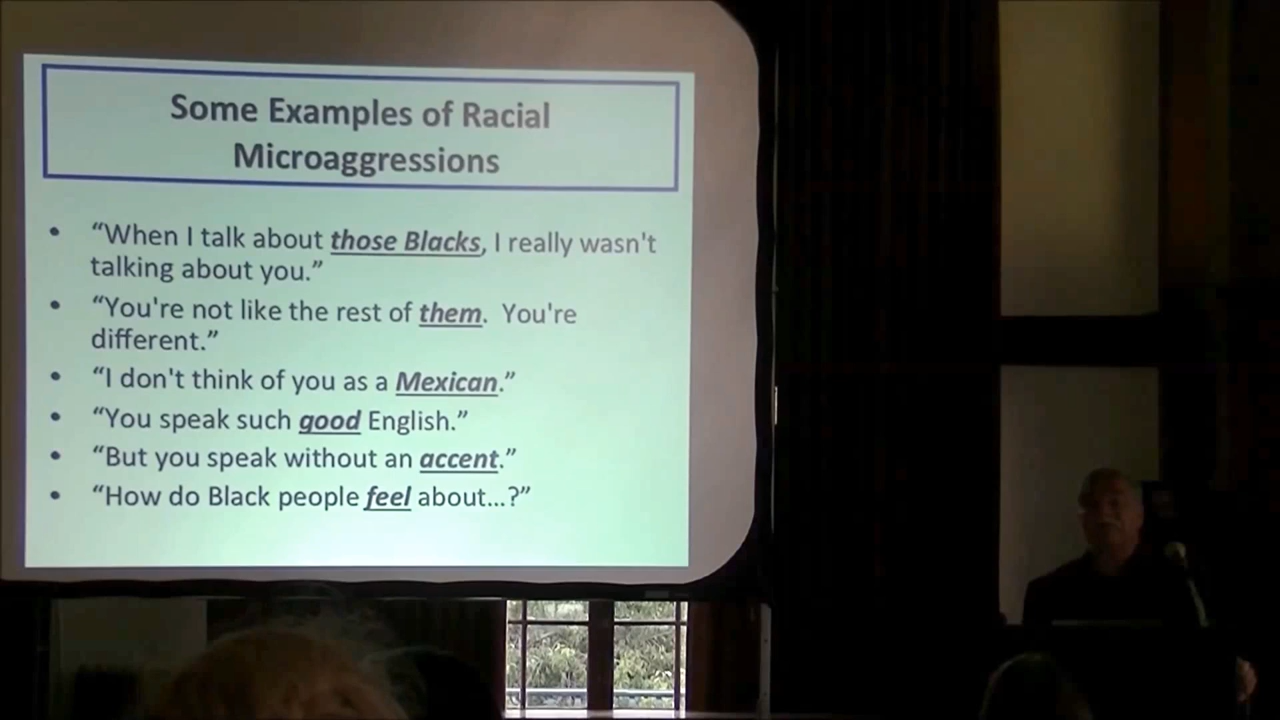 Some Examples of Racial
Microaggressions
• “When I talk about those Blacks, I really wasn't
talking about you.”
• “You're not like the rest of them.  You're
different.”
• “I don't think of you as a Mexican.”
• “You speak such good English.”
• “But you speak without an accent.”
• “How do Black people feel about...?”